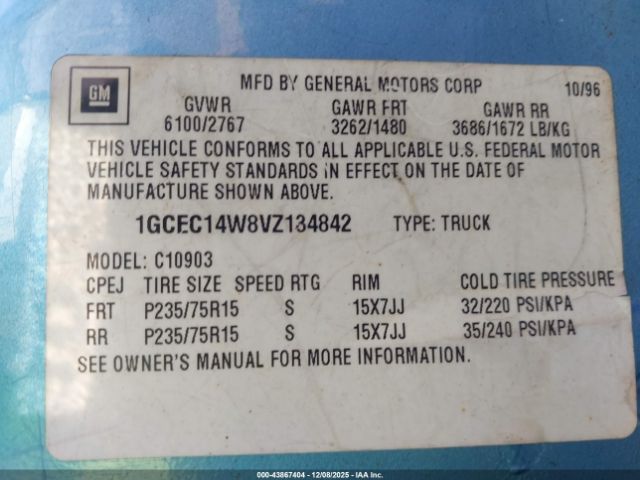 GM
MFD BY GENERAL MOTORS CORP 10/96
GVWR GAWR FRT GAWR RR
6100/2767 3262/1480 3686/1672 LB/KG
THIS VEHICLE CONFORMS TO ALL APPLICABLE U.S. FEDERAL MOTOR
VEHICLE SAFETY STANDARDS IN EFFECT ON THE DATE OF
MANUFACTURE SHOWN ABOVE.
1GCEC14W8VZ134842 TYPE: TRUCK
MODEL: C10903
CPEJ TIRE SIZE SPEED RTG RIM COLD TIRE PRESSURE
FRT P235/75R15 S 15X7JJ 32/220 PSI/KPA
RR P235/75R15 S 15X7JJ 35/240 PSI/KPA
SEE OWNER'S MANUAL FOR MORE INFORMATION.
000-43867404 • 12/08/2025 • IAA Inc.